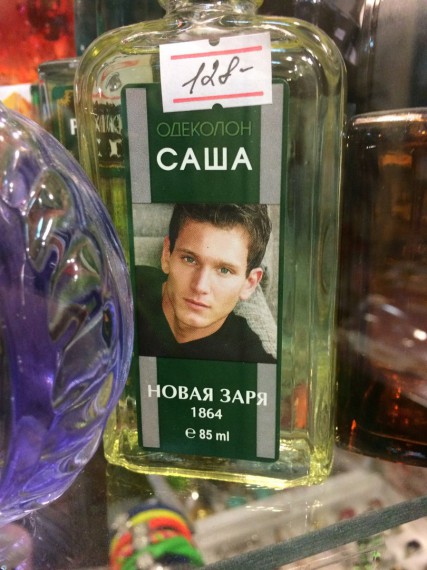 128-
ОДЕКОЛОН
САША
НОВАЯ ЗАРЯ
1864
℮ 85 ml